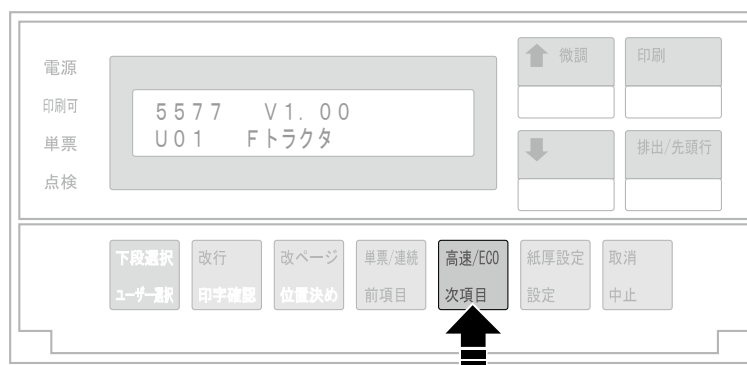 電源
印刷可
単票
点検
5577 V1.00
U01 Fトラクタ
微調
印刷
排出/先頭行
下段選択
ユーザー選択
改行
印字確認
改ページ
位置決め
単票/連続
前項目
高速/ECO
次項目
紙厚設定
設定
取消
中止